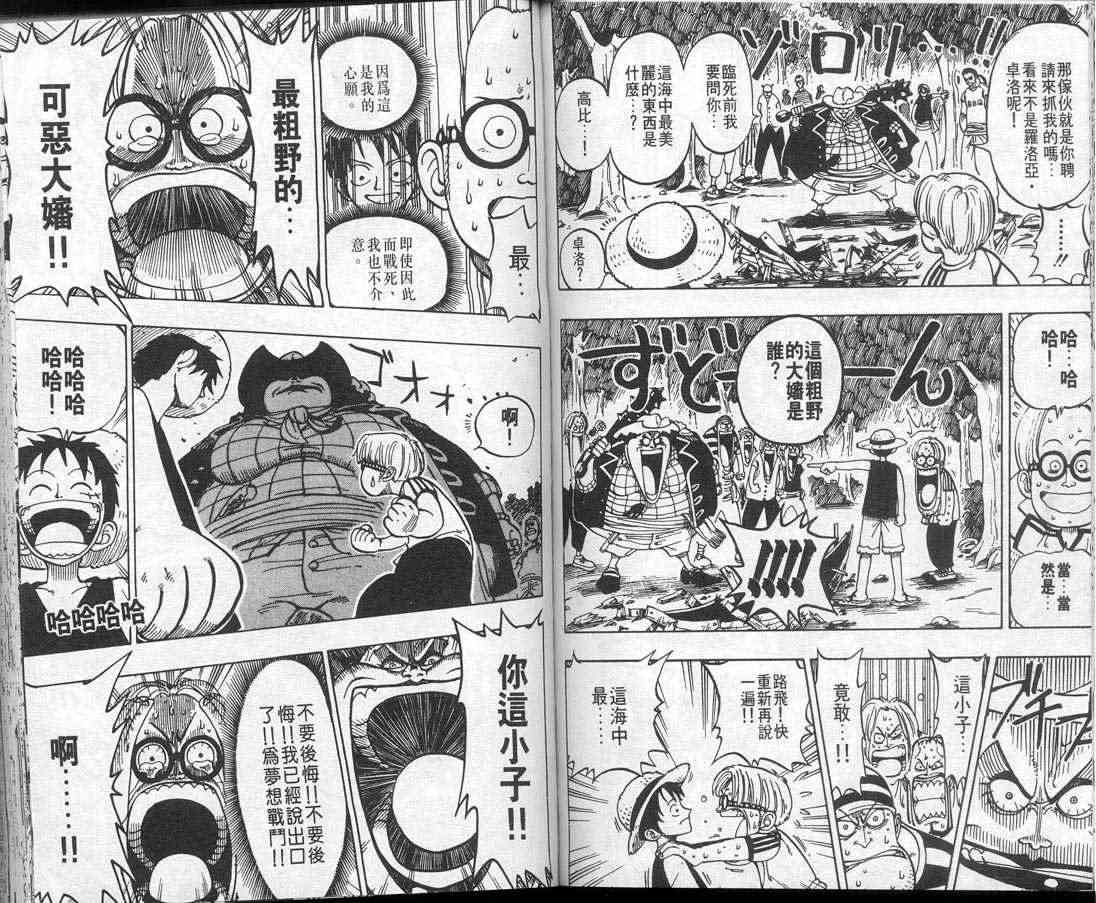 那傢伙就是你聘
請來抓我的嗎…
看來不是羅洛亞・
卓洛呢！
……!!
ゾロリ…!!
臨死前我
要問你…
這海中最美
麗的東西是
什麼…?
高比…！
卓洛?
哈…哈
哈！
當…當
然是…
這個粗野
的大嬸是
誰?
ずど
ーーん
!!!!!
這小子…
竟敢…!!
路飛！快
重新再說
一遍!!
這海中
最…
最…
因為這
是我的
心願。
即使因此
而戰死，
我也不介
意。
最粗野的…
可惡大嬸!!
啊！
ゴオォ…
哈哈哈
哈哈！
哈哈哈哈
你這小子!!
不要後悔!!不要後
悔!!我已經說出口
了!!為夢想戰鬥!!
啊……!!